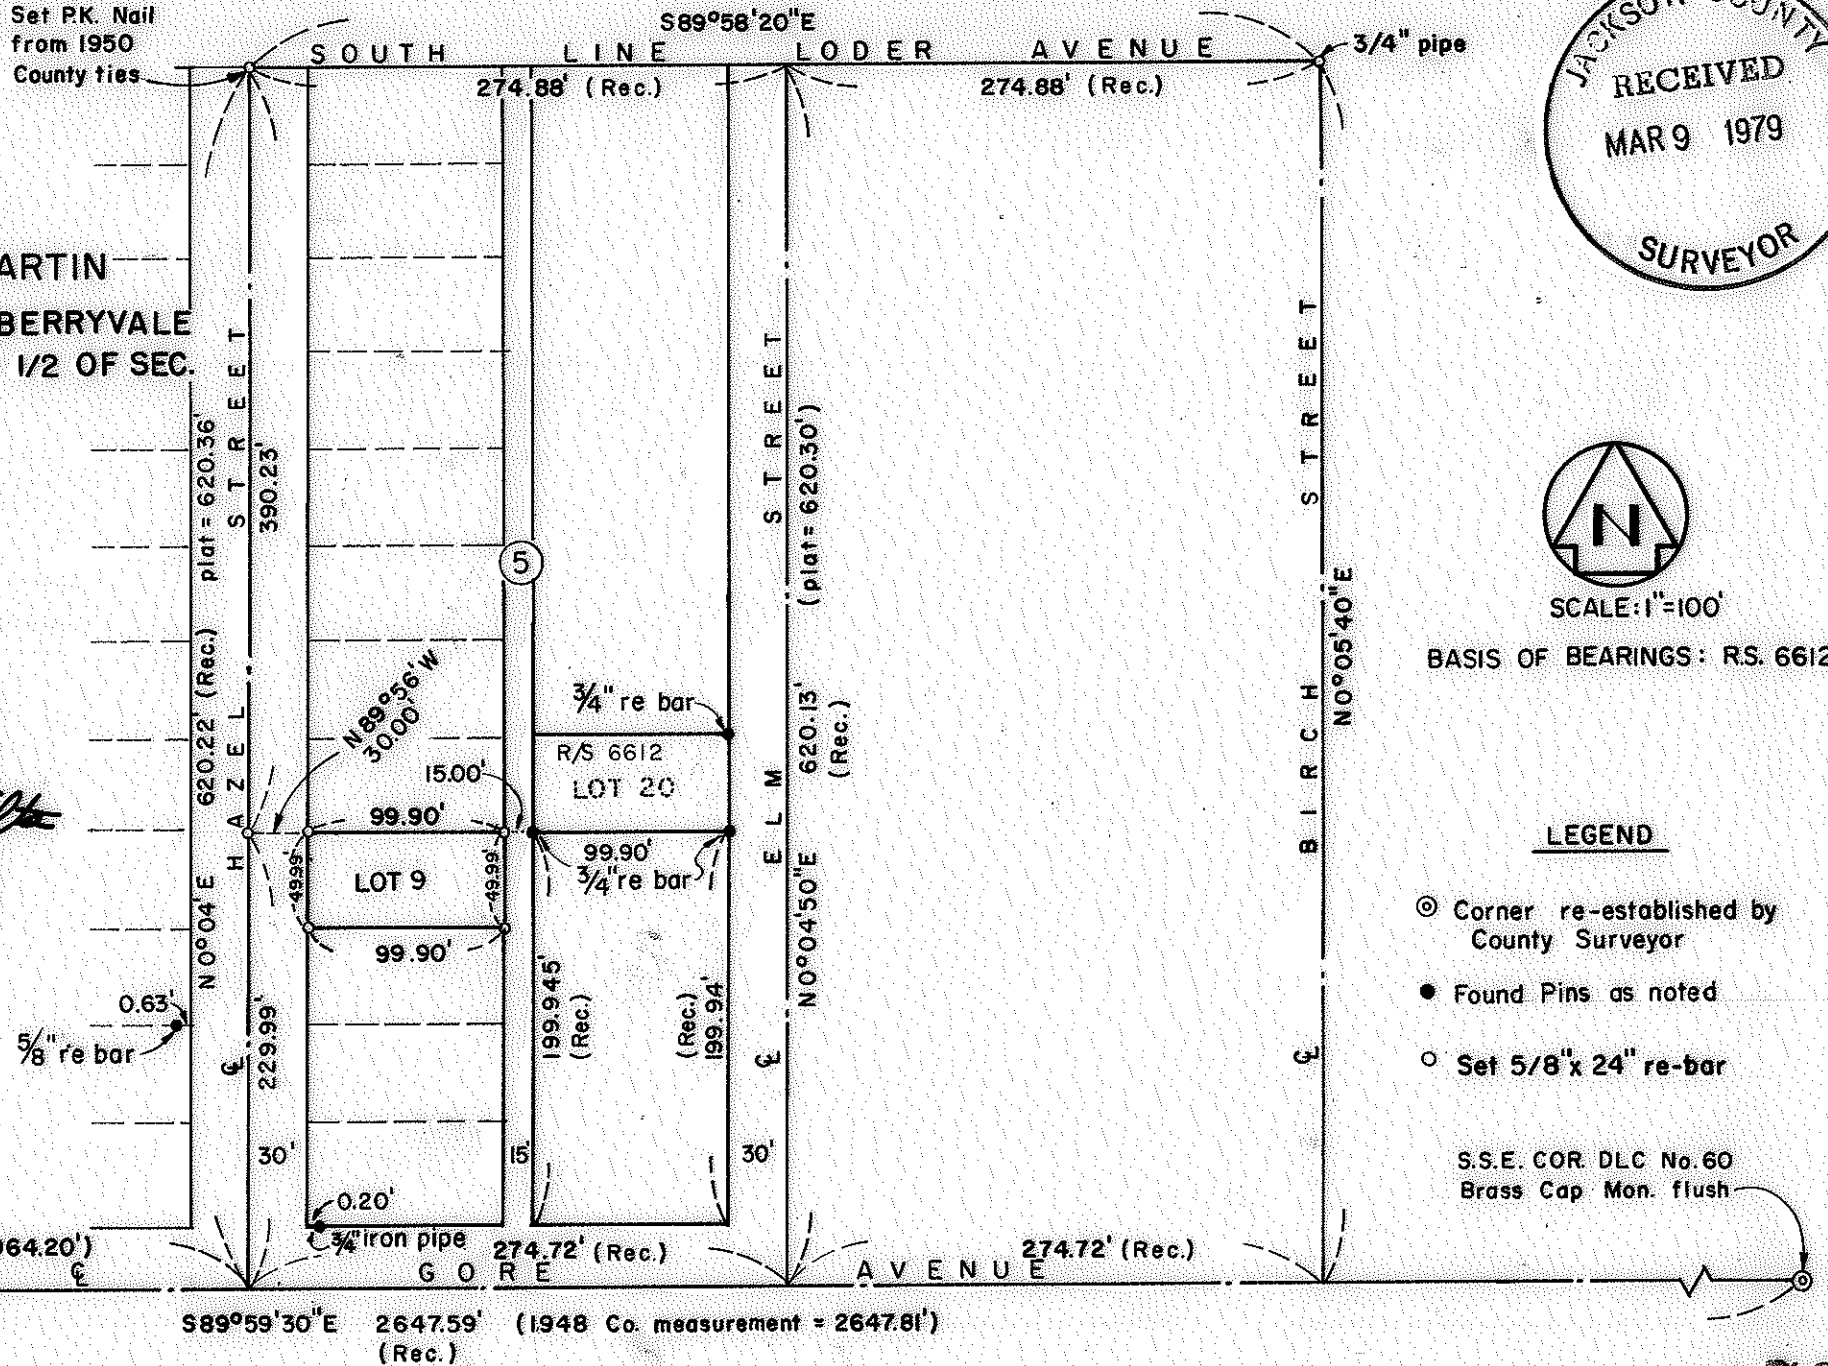 Set P.K. Nail
from 1950
County ties
S89°58'20"E
SOUTH LINE LODER AVENUE
274.88' (Rec.)
274.88' (Rec.)
3/4" pipe
JACKSON COUNTY
RECEIVED
MAR 9 1979
SURVEYOR
ARTIN
BERRYVALE
1/2 OF SEC.
HAZEL STREET
plat = 620.36'
620.22' (Rec.)
N0°04'E
390.23'
229.99'
5
N89°56'W
30.00'
15.00'
99.90'
49.99'
LOT 9
49.99'
99.90'
3/4" re bar
R/S 6612
LOT 20
99.90'
3/4" re bar
199.945'
(Rec.)
199.94'
(Rec.)
ELM STREET
(plat = 620.30')
620.13'
(Rec.)
N0°04'50"E
BIRCH STREET
N0°05'40"E
N
SCALE: 1"=100'
BASIS OF BEARINGS: R.S. 6612
LEGEND
Corner re-established by
County Surveyor
Found Pins as noted
Set 5/8"x 24" re-bar
S.S.E. COR. DLC No. 60
Brass Cap Mon. flush
0.63'
5/8" re bar
℄
℄
℄
30'
15'
30'
0.20'
3/4" iron pipe
64.20')
℄
274.72' (Rec.)
274.72' (Rec.)
GORE AVENUE
S89°59'30"E 2647.59' (1948 Co. measurement = 2647.81')
(Rec.)